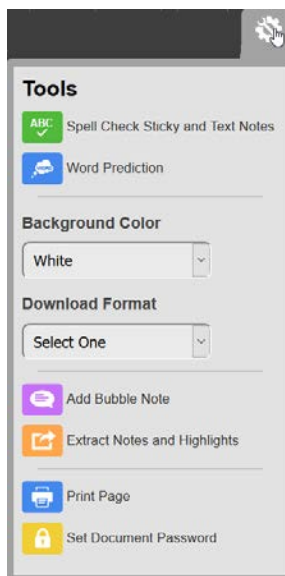 Tools
ABC
Spell Check Sticky and Text Notes
Word Prediction
Background Color
White
Download Format
Select One
Add Bubble Note
Extract Notes and Highlights
Print Page
Set Document Password